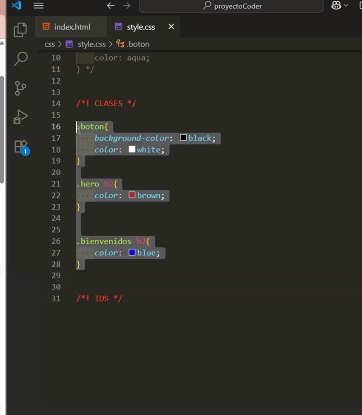 proyectoCoder
index.html
style.css
css > style.css > .boton
10 color: aqua;
11 } */
12
13
14 /*! CLASES */
15
16 .boton{
17 background-color: black;
18 color: white;
19 }
20
21 .hero h2{
22 color: brown;
23 }
24
25
26 .bienvenidos h2{
27 color: blue;
28 }
29
30
31 /*! IDS */
1